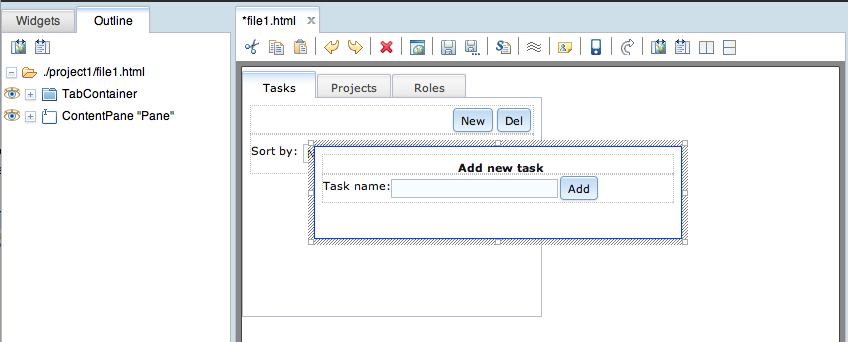 Widgets Outline
*file1.html
./project1/file1.html
TabContainer
ContentPane "Pane"
Tasks Projects Roles
New Del
Sort by:
Add new task
Task name: Add